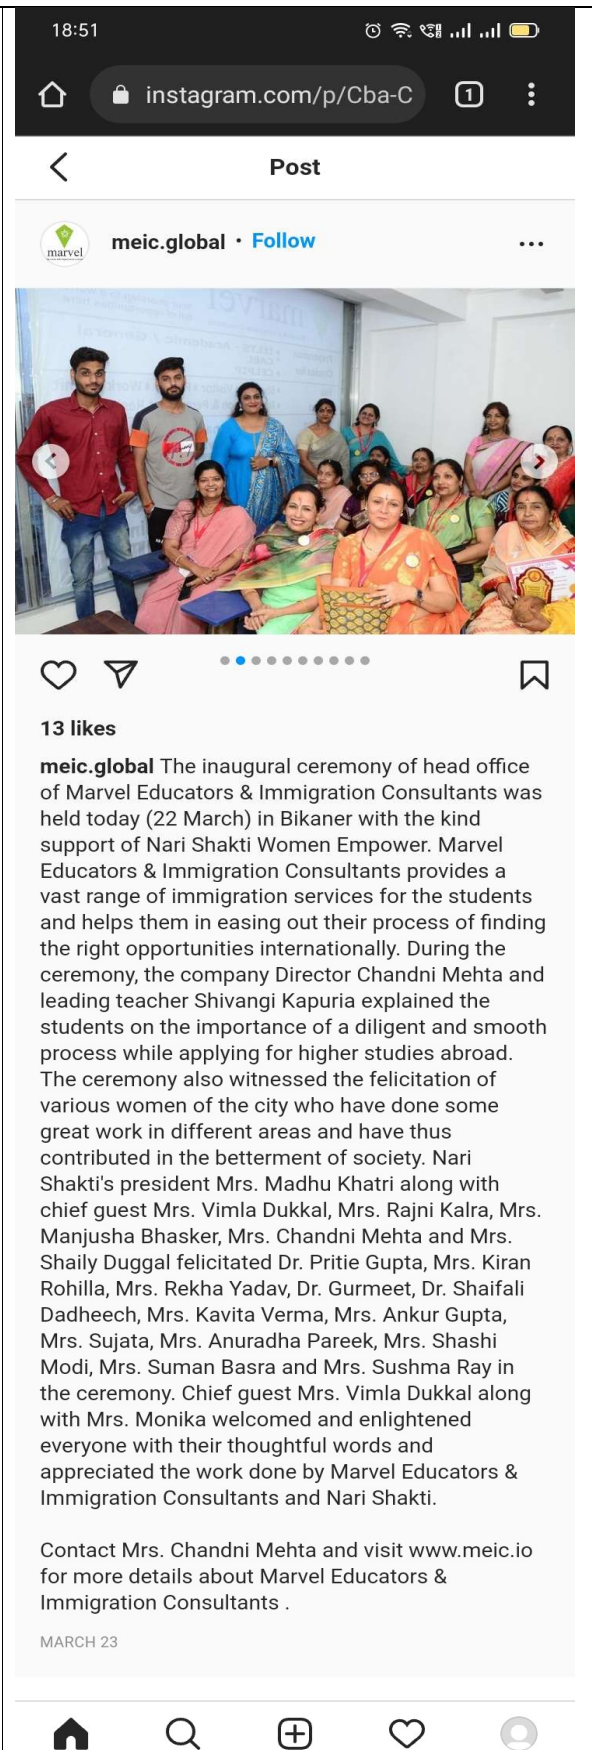 18:51
instagram.com/p/Cba-C
1
Post
marvel
meic.global • Follow
13 likes
meic.global The inaugural ceremony of head office
of Marvel Educators & Immigration Consultants was
held today (22 March) in Bikaner with the kind
support of Nari Shakti Women Empower. Marvel
Educators & Immigration Consultants provides a
vast range of immigration services for the students
and helps them in easing out their process of finding
the right opportunities internationally. During the
ceremony, the company Director Chandni Mehta and
leading teacher Shivangi Kapuria explained the
students on the importance of a diligent and smooth
process while applying for higher studies abroad.
The ceremony also witnessed the felicitation of
various women of the city who have done some
great work in different areas and have thus
contributed in the betterment of society. Nari
Shakti's president Mrs. Madhu Khatri along with
chief guest Mrs. Vimla Dukkal, Mrs. Rajni Kalra, Mrs.
Manjusha Bhasker, Mrs. Chandni Mehta and Mrs.
Shaily Duggal felicitated Dr. Pritie Gupta, Mrs. Kiran
Rohilla, Mrs. Rekha Yadav, Dr. Gurmeet, Dr. Shaifali
Dadheech, Mrs. Kavita Verma, Mrs. Ankur Gupta,
Mrs. Sujata, Mrs. Anuradha Pareek, Mrs. Shashi
Modi, Mrs. Suman Basra and Mrs. Sushma Ray in
the ceremony. Chief guest Mrs. Vimla Dukkal along
with Mrs. Monika welcomed and enlightened
everyone with their thoughtful words and
appreciated the work done by Marvel Educators &
Immigration Consultants and Nari Shakti.
Contact Mrs. Chandni Mehta and visit www.meic.io
for more details about Marvel Educators &
Immigration Consultants .
MARCH 23